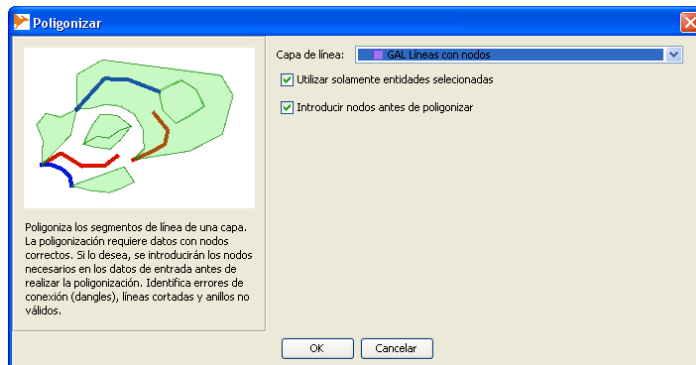 Poligonizar
Capa de línea:
GAL Líneas con nodos
Utilizar solamente entidades selecionadas
Introducir nodos antes de poligonizar
Poligoniza los segmentos de línea de una capa.
La poligonización requiere datos con nodos
correctos. Si lo desea, se introducirán los nodos
necesarios en los datos de entrada antes de
realizar la poligonización. Identifica errores de
conexión (dangles), líneas cortadas y anillos no
válidos.
OK
Cancelar